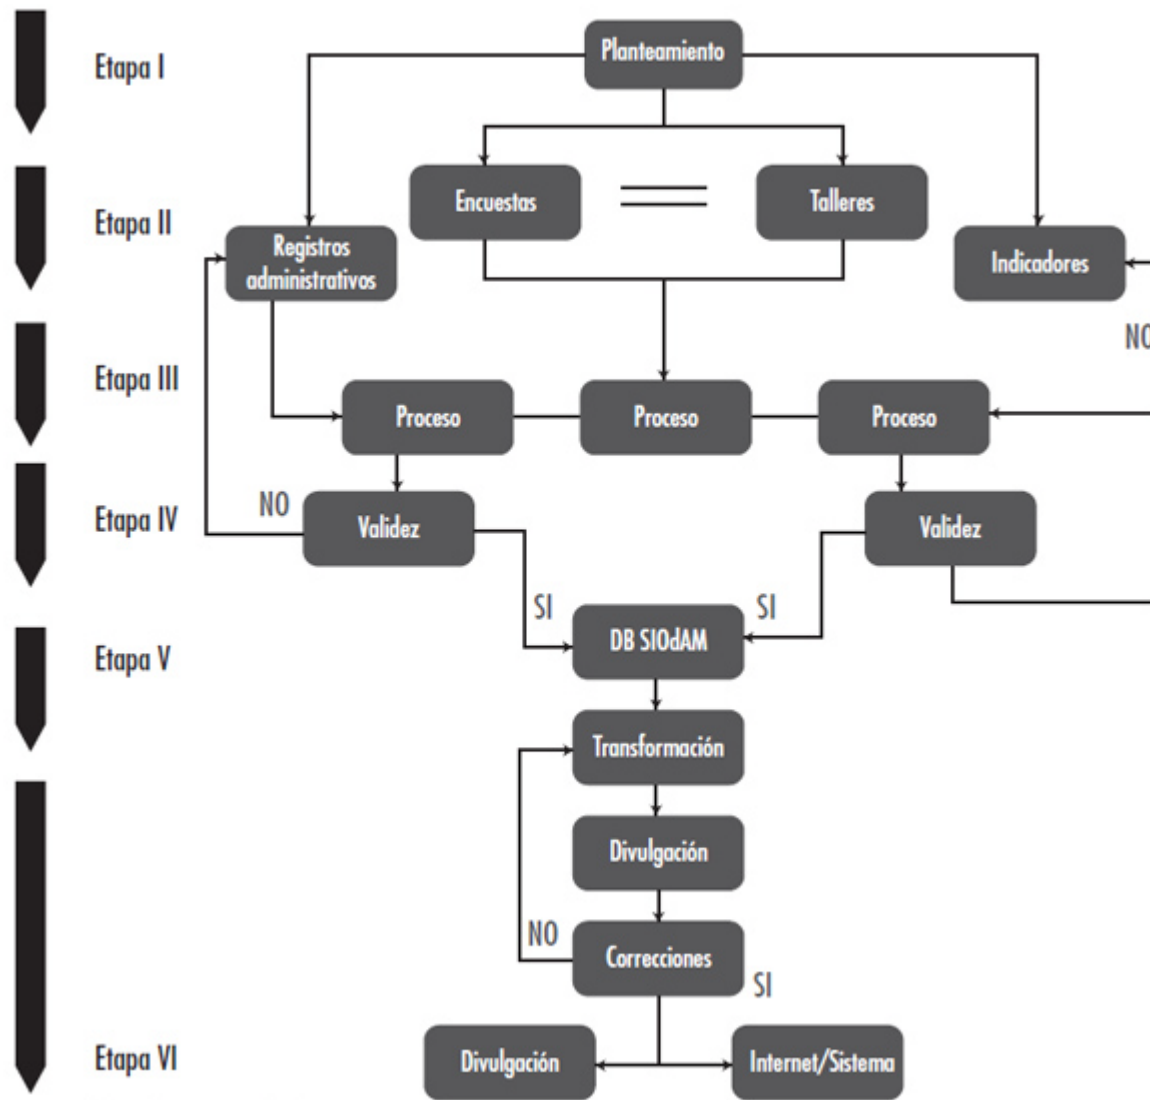 Etapa I
Planteamiento
Etapa II
Encuestas
Talleres
Registros
administrativos
Indicadores
NO
Etapa III
Proceso
Proceso
Proceso
Etapa IV
NO
Validez
Validez
SI
SI
DB SIOdAM
Etapa V
Transformación
Divulgación
NO
Correcciones
SI
Etapa VI
Divulgación
Internet/Sistema